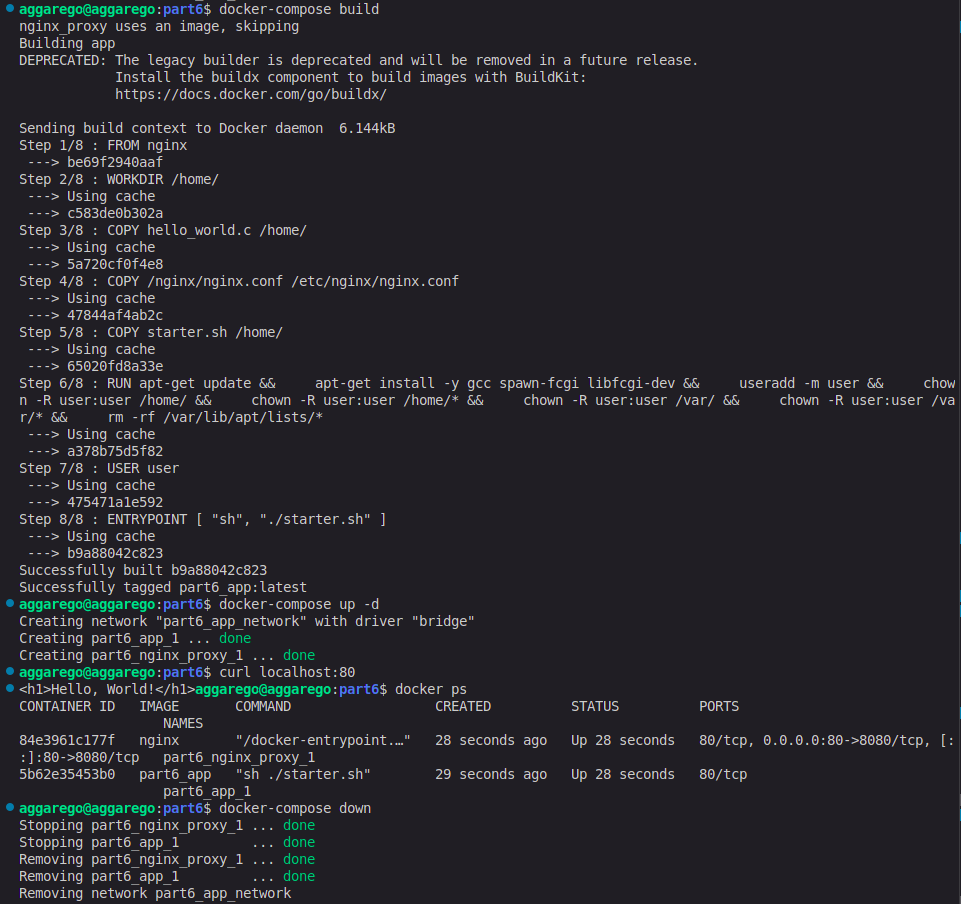 aggarego@aggarego:part6$ docker-compose build
nginx_proxy uses an image, skipping
Building app
DEPRECATED: The legacy builder is deprecated and will be removed in a future release.
            Install the buildx component to build images with BuildKit:
            https://docs.docker.com/go/buildx/

Sending build context to Docker daemon  6.144kB
Step 1/8 : FROM nginx
 ---> be69f2940aaf
Step 2/8 : WORKDIR /home/
 ---> Using cache
 ---> c583de0b302a
Step 3/8 : COPY hello_world.c /home/
 ---> Using cache
 ---> 5a720cf0f4e8
Step 4/8 : COPY /nginx/nginx.conf /etc/nginx/nginx.conf
 ---> Using cache
 ---> 47844af4ab2c
Step 5/8 : COPY starter.sh /home/
 ---> Using cache
 ---> 65020fd8a33e
Step 6/8 : RUN apt-get update &&     apt-get install -y gcc spawn-fcgi libfcgi-dev &&     useradd -m user &&     chow
n -R user:user /home/ &&     chown -R user:user /home/* &&     chown -R user:user /var/ &&     chown -R user:user /va
r/* &&     rm -rf /var/lib/apt/lists/*
 ---> Using cache
 ---> a378b75d5f82
Step 7/8 : USER user
 ---> Using cache
 ---> 475471a1e592
Step 8/8 : ENTRYPOINT [ "sh", "./starter.sh" ]
 ---> Using cache
 ---> b9a88042c823
Successfully built b9a88042c823
Successfully tagged part6_app:latest
aggarego@aggarego:part6$ docker-compose up -d
Creating network "part6_app_network" with driver "bridge"
Creating part6_app_1 ... done
Creating part6_nginx_proxy_1 ... done
aggarego@aggarego:part6$ curl localhost:80
<h1>Hello, World!</h1>aggarego@aggarego:part6$ docker ps
CONTAINER ID   IMAGE       COMMAND                  CREATED          STATUS          PORTS
                  NAMES
84e3961c177f   nginx       "/docker-entrypoint.…"   28 seconds ago   Up 28 seconds   80/tcp, 0.0.0.0:80->8080/tcp, [:
:]:80->8080/tcp   part6_nginx_proxy_1
5b62e35453b0   part6_app   "sh ./starter.sh"        29 seconds ago   Up 28 seconds   80/tcp
                  part6_app_1
aggarego@aggarego:part6$ docker-compose down
Stopping part6_nginx_proxy_1 ... done
Stopping part6_app_1         ... done
Removing part6_nginx_proxy_1 ... done
Removing part6_app_1         ... done
Removing network part6_app_network